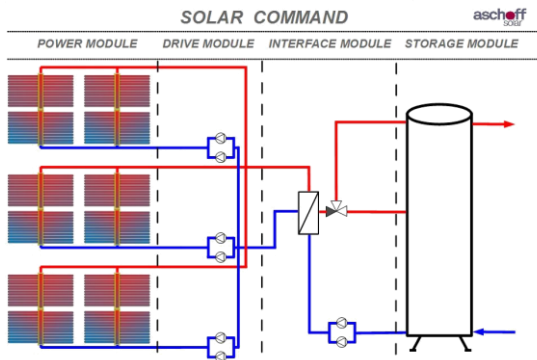 SOLAR COMMAND
aschoff
solar
POWER MODULE
DRIVE MODULE
INTERFACE MODULE
STORAGE MODULE